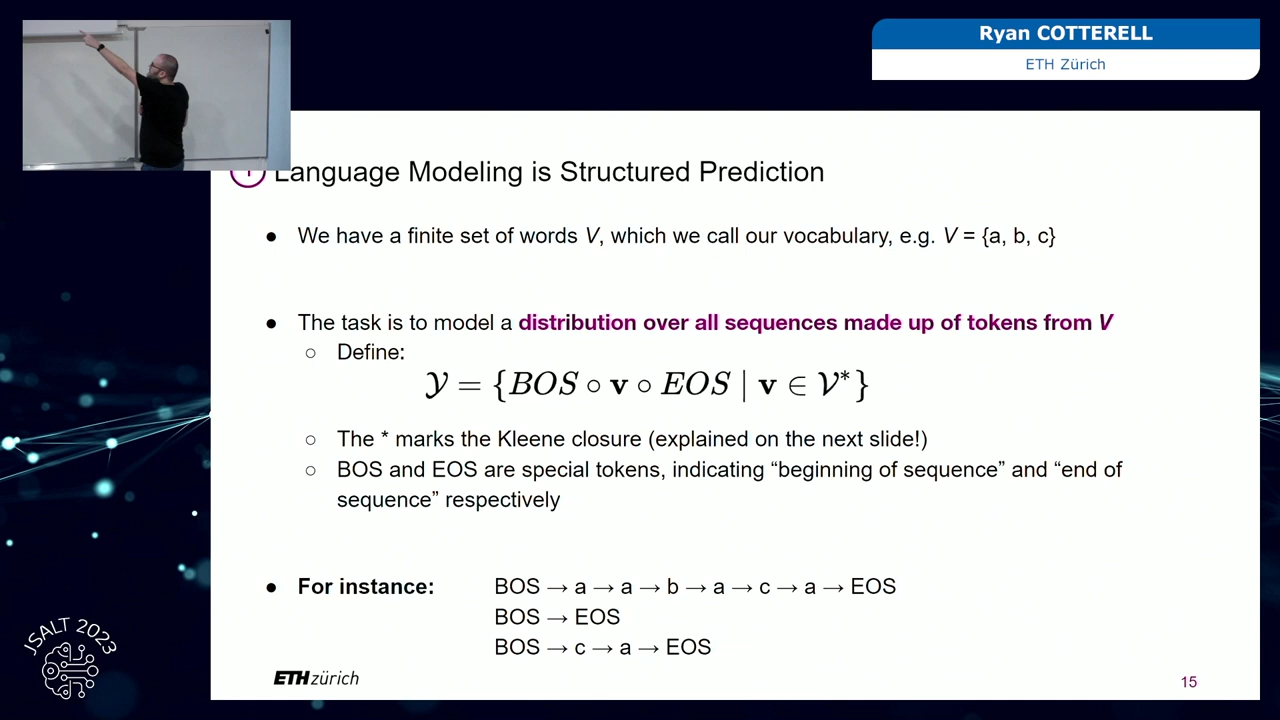 Ryan COTTERELL
ETH Zürich
Language Modeling is Structured Prediction
● We have a finite set of words V, which we call our vocabulary, e.g. V = {a, b, c}
● The task is to model a distribution over all sequences made up of tokens from V
○ Define:
𝒴 = {BOS ∘ v ∘ EOS | v ∈ 𝒱*}
○ The * marks the Kleene closure (explained on the next slide!)
○ BOS and EOS are special tokens, indicating “beginning of sequence” and “end of
sequence” respectively
● For instance: BOS → a → a → b → a → c → a → EOS
BOS → EOS
BOS → c → a → EOS
JSALT 2023
ETH zürich
15